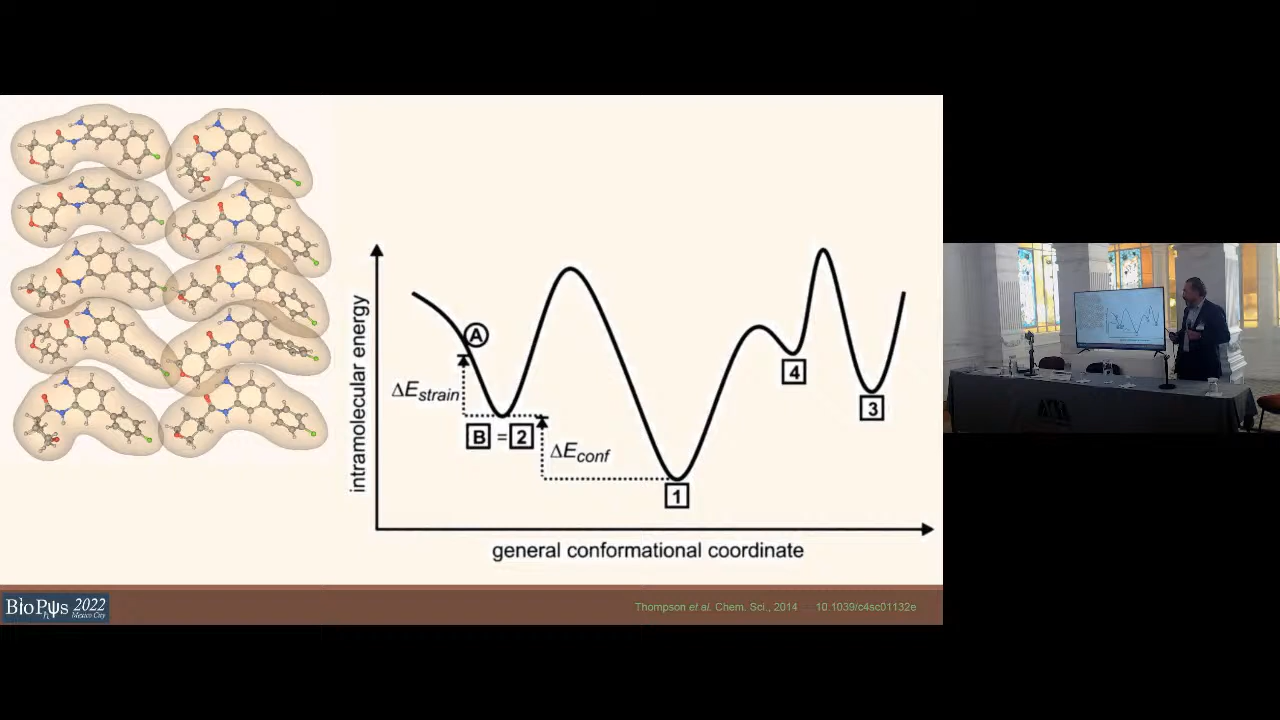 intramolecular energy
A
ΔEstrain
B = 2
ΔEconf
1
4
3
general conformational coordinate
BioPhys 2022
Mexico City
Thompson et al. Chem. Sci., 2014 10.1039/c4sc01132e